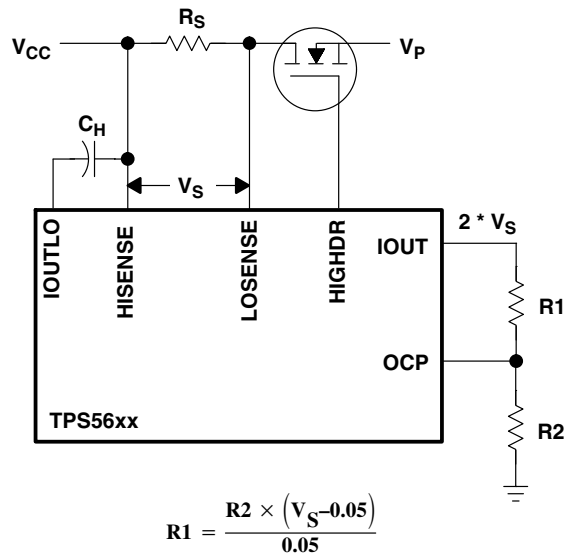 R_S
V_CC
V_P
C_H
V_S
IOUTLO
HISENSE
LOSENSE
HIGHDR
2 * V_S
IOUT
R1
OCP
R2
TPS56xx
R1 = R2 × (V_S–0.05) / 0.05